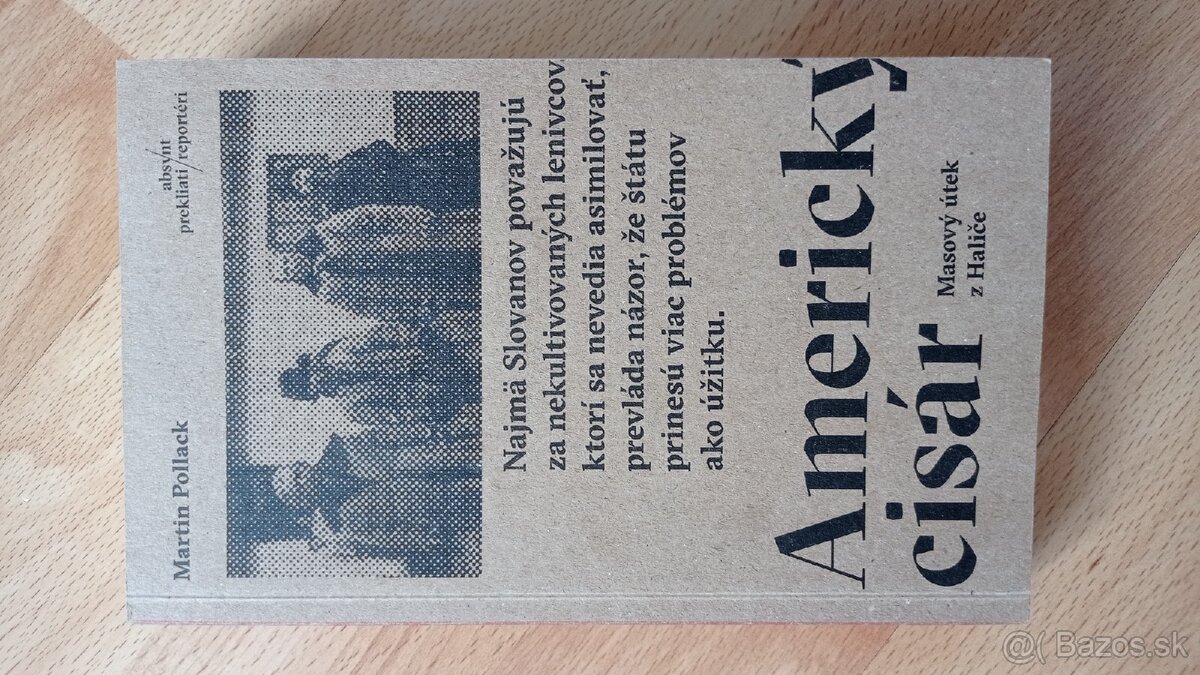 Martin Pollack
absynt
prekliati/reportéri
Najmä Slovanov považujú
za nekultivovaných lenivcov,
ktorí sa nevedia asimilovať,
prevláda názor, že štátu
prinesú viac problémov
ako úžitku.
Americký
cisár
Masový útek
z Haliče
@( Bazos.sk